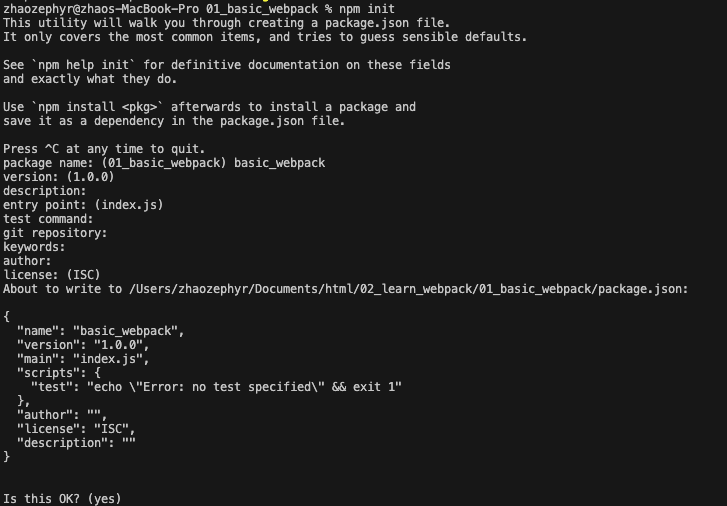 zhaozephyr@zhaos-MacBook-Pro 01_basic_webpack % npm init
This utility will walk you through creating a package.json file.
It only covers the most common items, and tries to guess sensible defaults.

See `npm help init` for definitive documentation on these fields
and exactly what they do.

Use `npm install <pkg>` afterwards to install a package and
save it as a dependency in the package.json file.

Press ^C at any time to quit.
package name: (01_basic_webpack) basic_webpack
version: (1.0.0)
description:
entry point: (index.js)
test command:
git repository:
keywords:
author:
license: (ISC)
About to write to /Users/zhaozephyr/Documents/html/02_learn_webpack/01_basic_webpack/package.json:

{
  "name": "basic_webpack",
  "version": "1.0.0",
  "main": "index.js",
  "scripts": {
    "test": "echo \"Error: no test specified\" && exit 1"
  },
  "author": "",
  "license": "ISC",
  "description": ""
}


Is this OK? (yes)